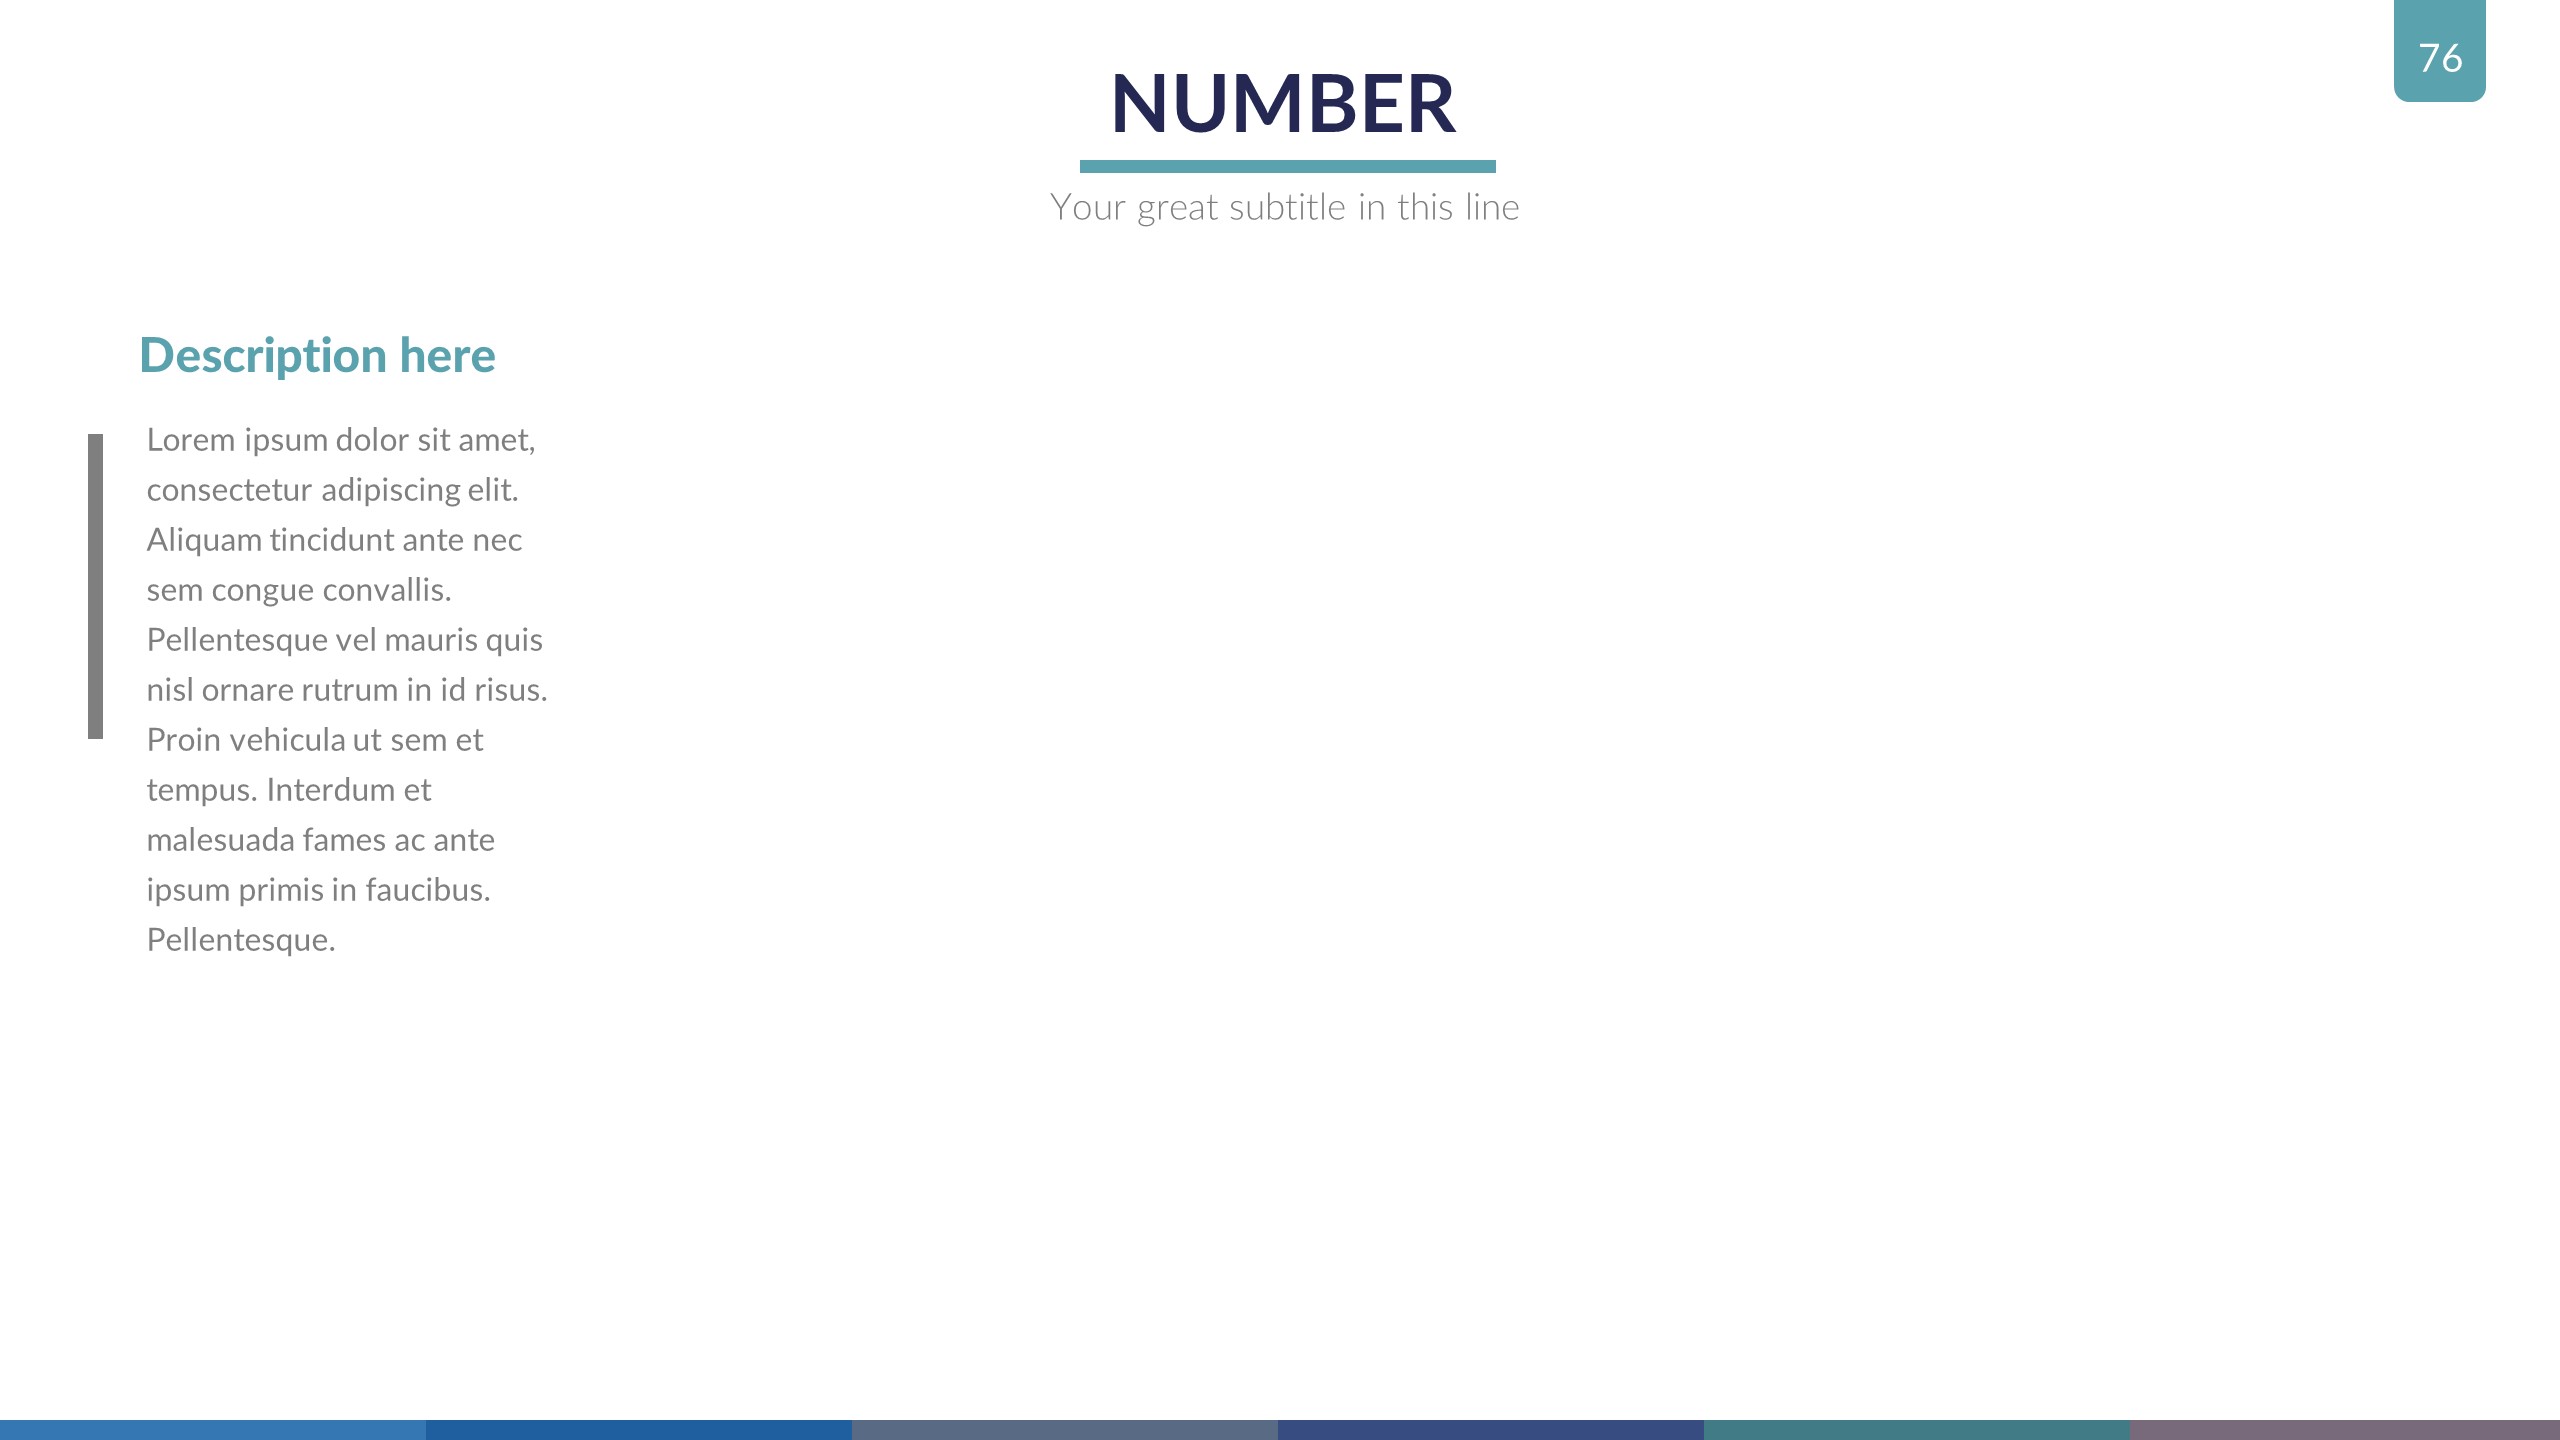 76
NUMBER
Your great subtitle in this line
Description here
Lorem ipsum dolor sit amet,
consectetur adipiscing elit.
Aliquam tincidunt ante nec
sem congue convallis.
Pellentesque vel mauris quis
nisl ornare rutrum in id risus.
Proin vehicula ut sem et
tempus. Interdum et
malesuada fames ac ante
ipsum primis in faucibus.
Pellentesque.